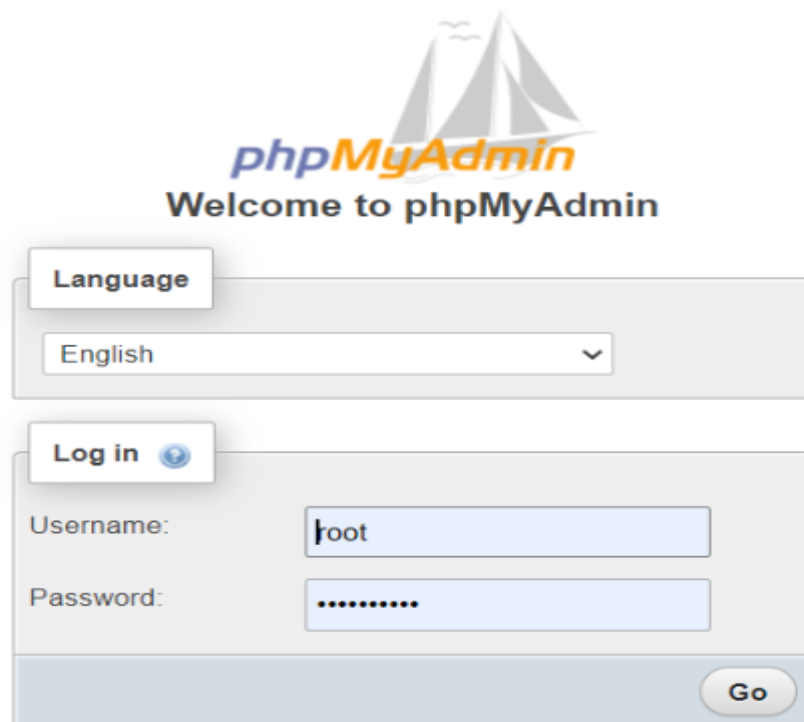 phpMyAdmin
Welcome to phpMyAdmin
Language
English
Log in
Username: root
Password: ••••••••••
Go